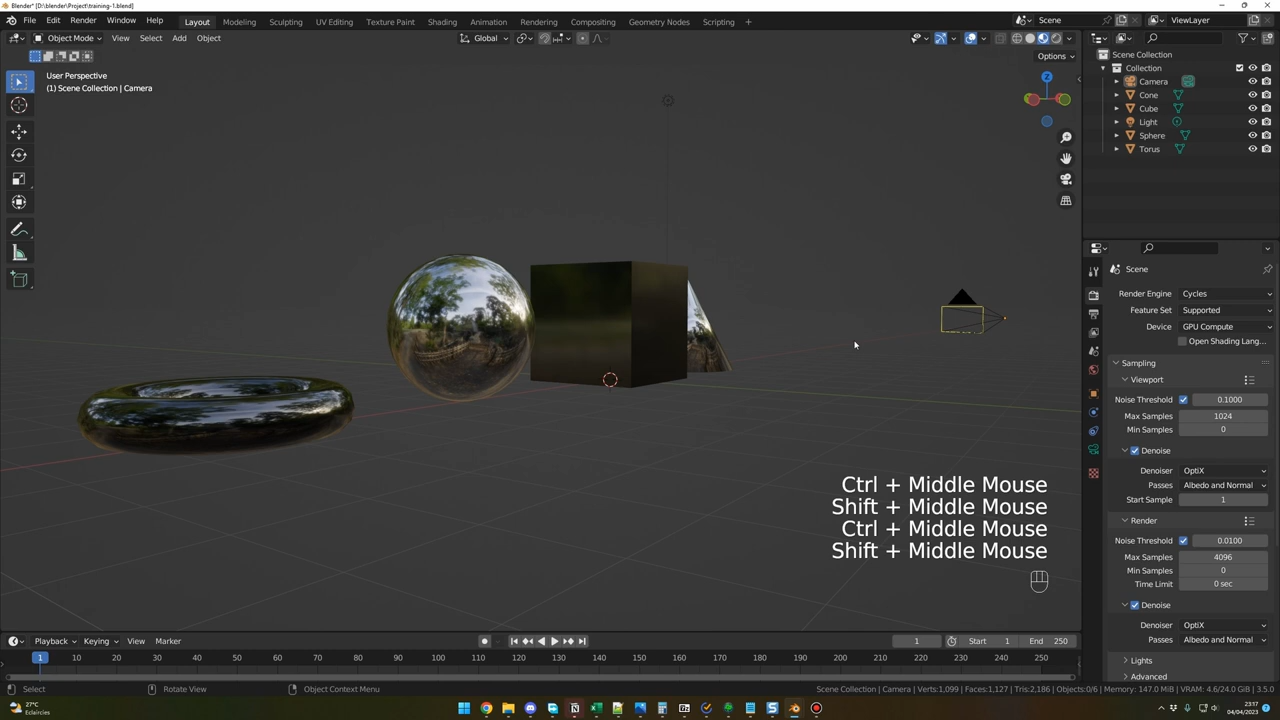 Blender* [D:\blender\Project\training-1.blend]
File Edit Render Window Help Layout Modeling Sculpting UV Editing Texture Paint Shading Animation Rendering Compositing Geometry Nodes Scripting + Scene ViewLayer
Object Mode View Select Add Object Global
Options
User Perspective
(1) Scene Collection | Camera
Z
Scene Collection
Collection
Camera
Cone
Cube
Light
Sphere
Torus
Scene
Render Engine Cycles
Feature Set Supported
Device GPU Compute
Open Shading Lang...
Sampling
Viewport
Noise Threshold 0.1000
Max Samples 1024
Min Samples 0
Denoise
Denoiser OptiX
Passes Albedo and Normal
Start Sample 1
Render
Noise Threshold 0.0100
Max Samples 4096
Min Samples 0
Time Limit 0 sec
Denoise
Denoiser OptiX
Passes Albedo and Normal
Lights
Advanced
Ctrl + Middle Mouse
Shift + Middle Mouse
Ctrl + Middle Mouse
Shift + Middle Mouse
Playback Keying View Marker 1 Start 1 End 250
1 10 20 30 40 50 60 70 80 90 100 110 120 130 140 150 160 170 180 190 200 210 220 230 240 250
Select Rotate View Object Context Menu Scene Collection | Camera | Verts:1,099 | Faces:1,127 | Tris:2,186 | Objects:0/6 | Memory: 147.0 MiB | VRAM: 4.6/24.0 GiB | 3.5.0
27°C
Eclaircies
23:17
04/04/2023